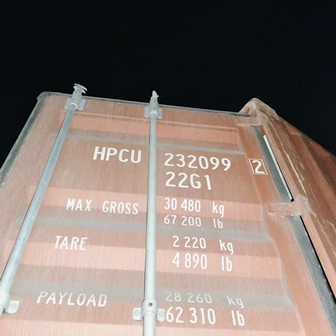 HPCU 232099 2
22G1
MAX GROSS 30 480 kg
67 200 lb
TARE 2 220 kg
4 890 lb
PAYLOAD 28 260 kg
62 310 lb